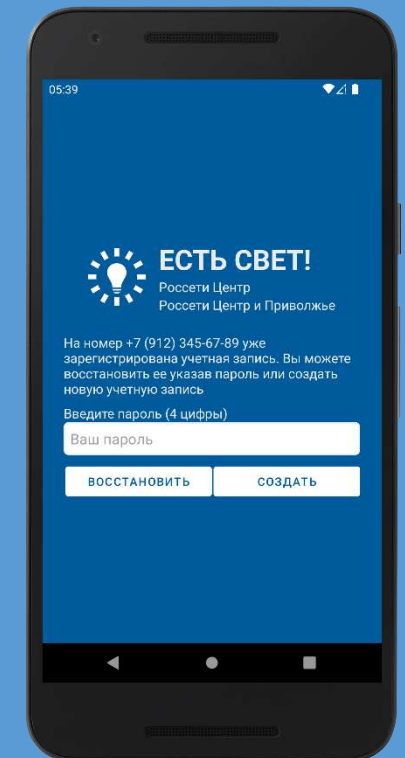 05:39
ЕСТЬ СВЕТ!
Россети Центр
Россети Центр и Приволжье
На номер +7 (912) 345-67-89 уже
зарегистрирована учетная запись. Вы можете
восстановить ее указав пароль или создать
новую учетную запись
Введите пароль (4 цифры)
Ваш пароль
ВОССТАНОВИТЬ СОЗДАТЬ